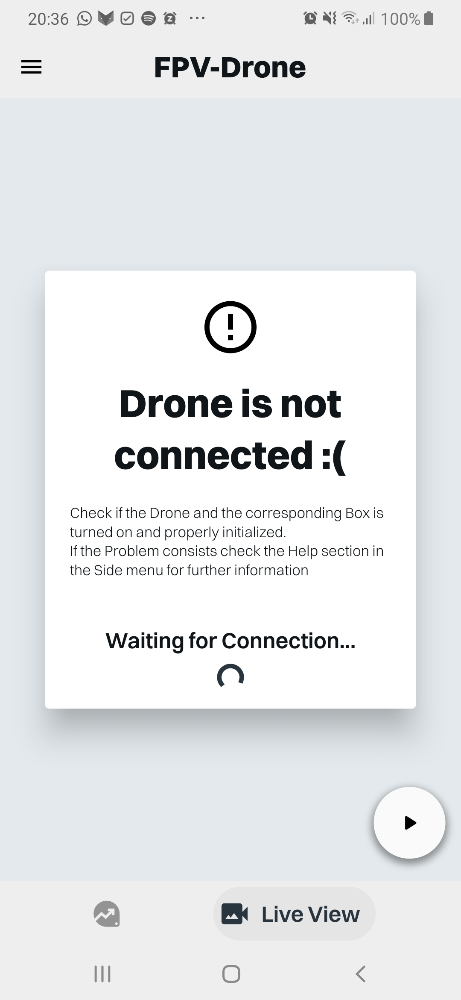 20:36
100%
FPV-Drone
Drone is not
connected :(
Check if the Drone and the corresponding Box is
turned on and properly initialized.
If the Problem consists check the Help section in
the Side menu for further information
Waiting for Connection...
Live View